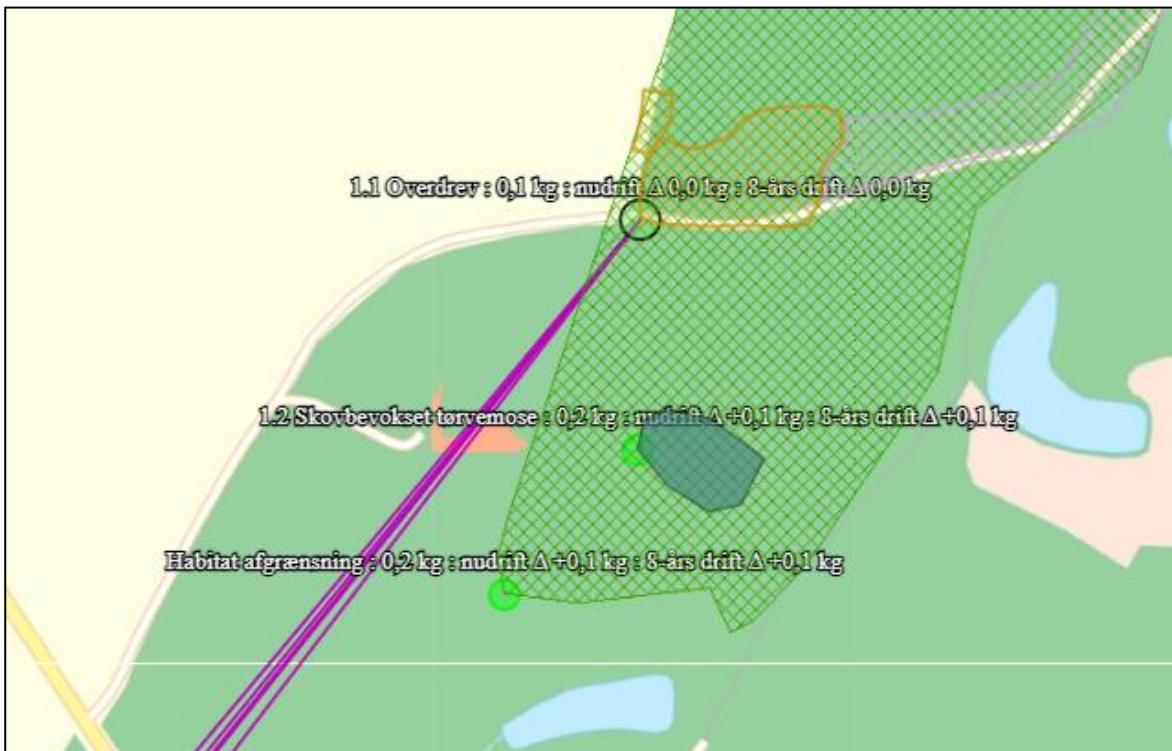 1.1 Overdrev : 0,1 kg : nudrift Δ 0,0 kg : 8-års drift Δ 0,0 kg
1.2 Skovbevokset tørvemose : 0,2 kg : nudrift Δ +0,1 kg : 8-års drift Δ +0,1 kg
Habitat afgrænsning : 0,2 kg : nudrift Δ +0,1 kg : 8-års drift Δ +0,1 kg